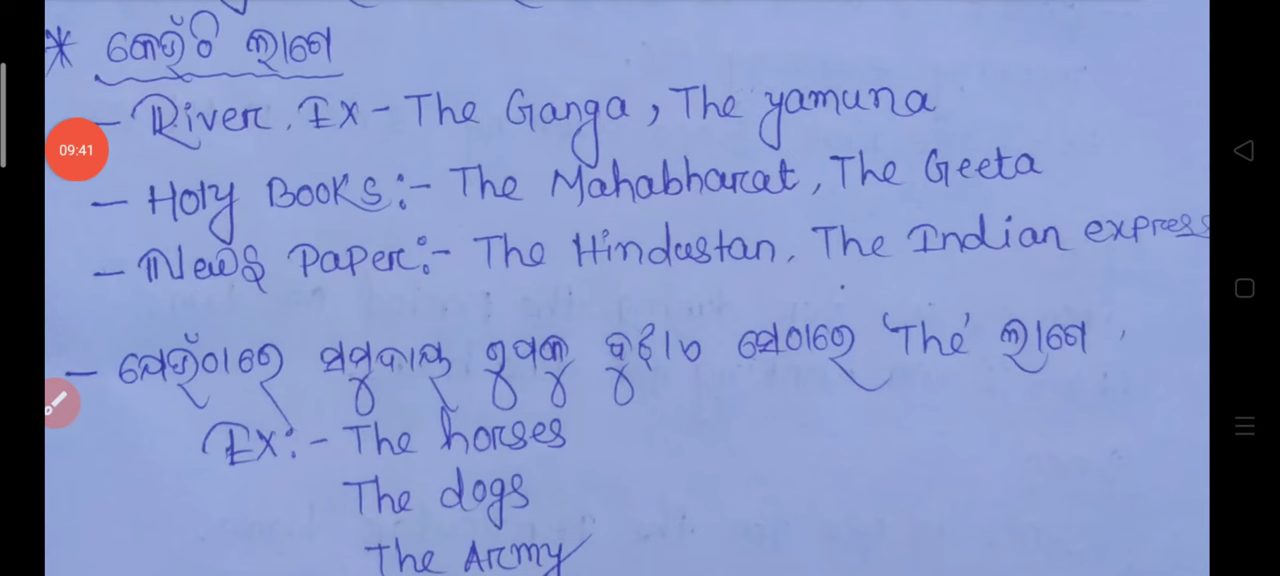 * କେଉଁଠି ଲାଗେ
- River. Ex - The Ganga, The yamuna
09:41
- Holy Books:- The Mahabharat, The Geeta
- News Paper:- The Hindustan, The Indian express
- ଯେଉଁଠାରେ ସମୁଦାୟ ବୁଝାଏ ସେଠାରେ 'The' ଲାଗେ
Ex:- The horses
The dogs
The Army